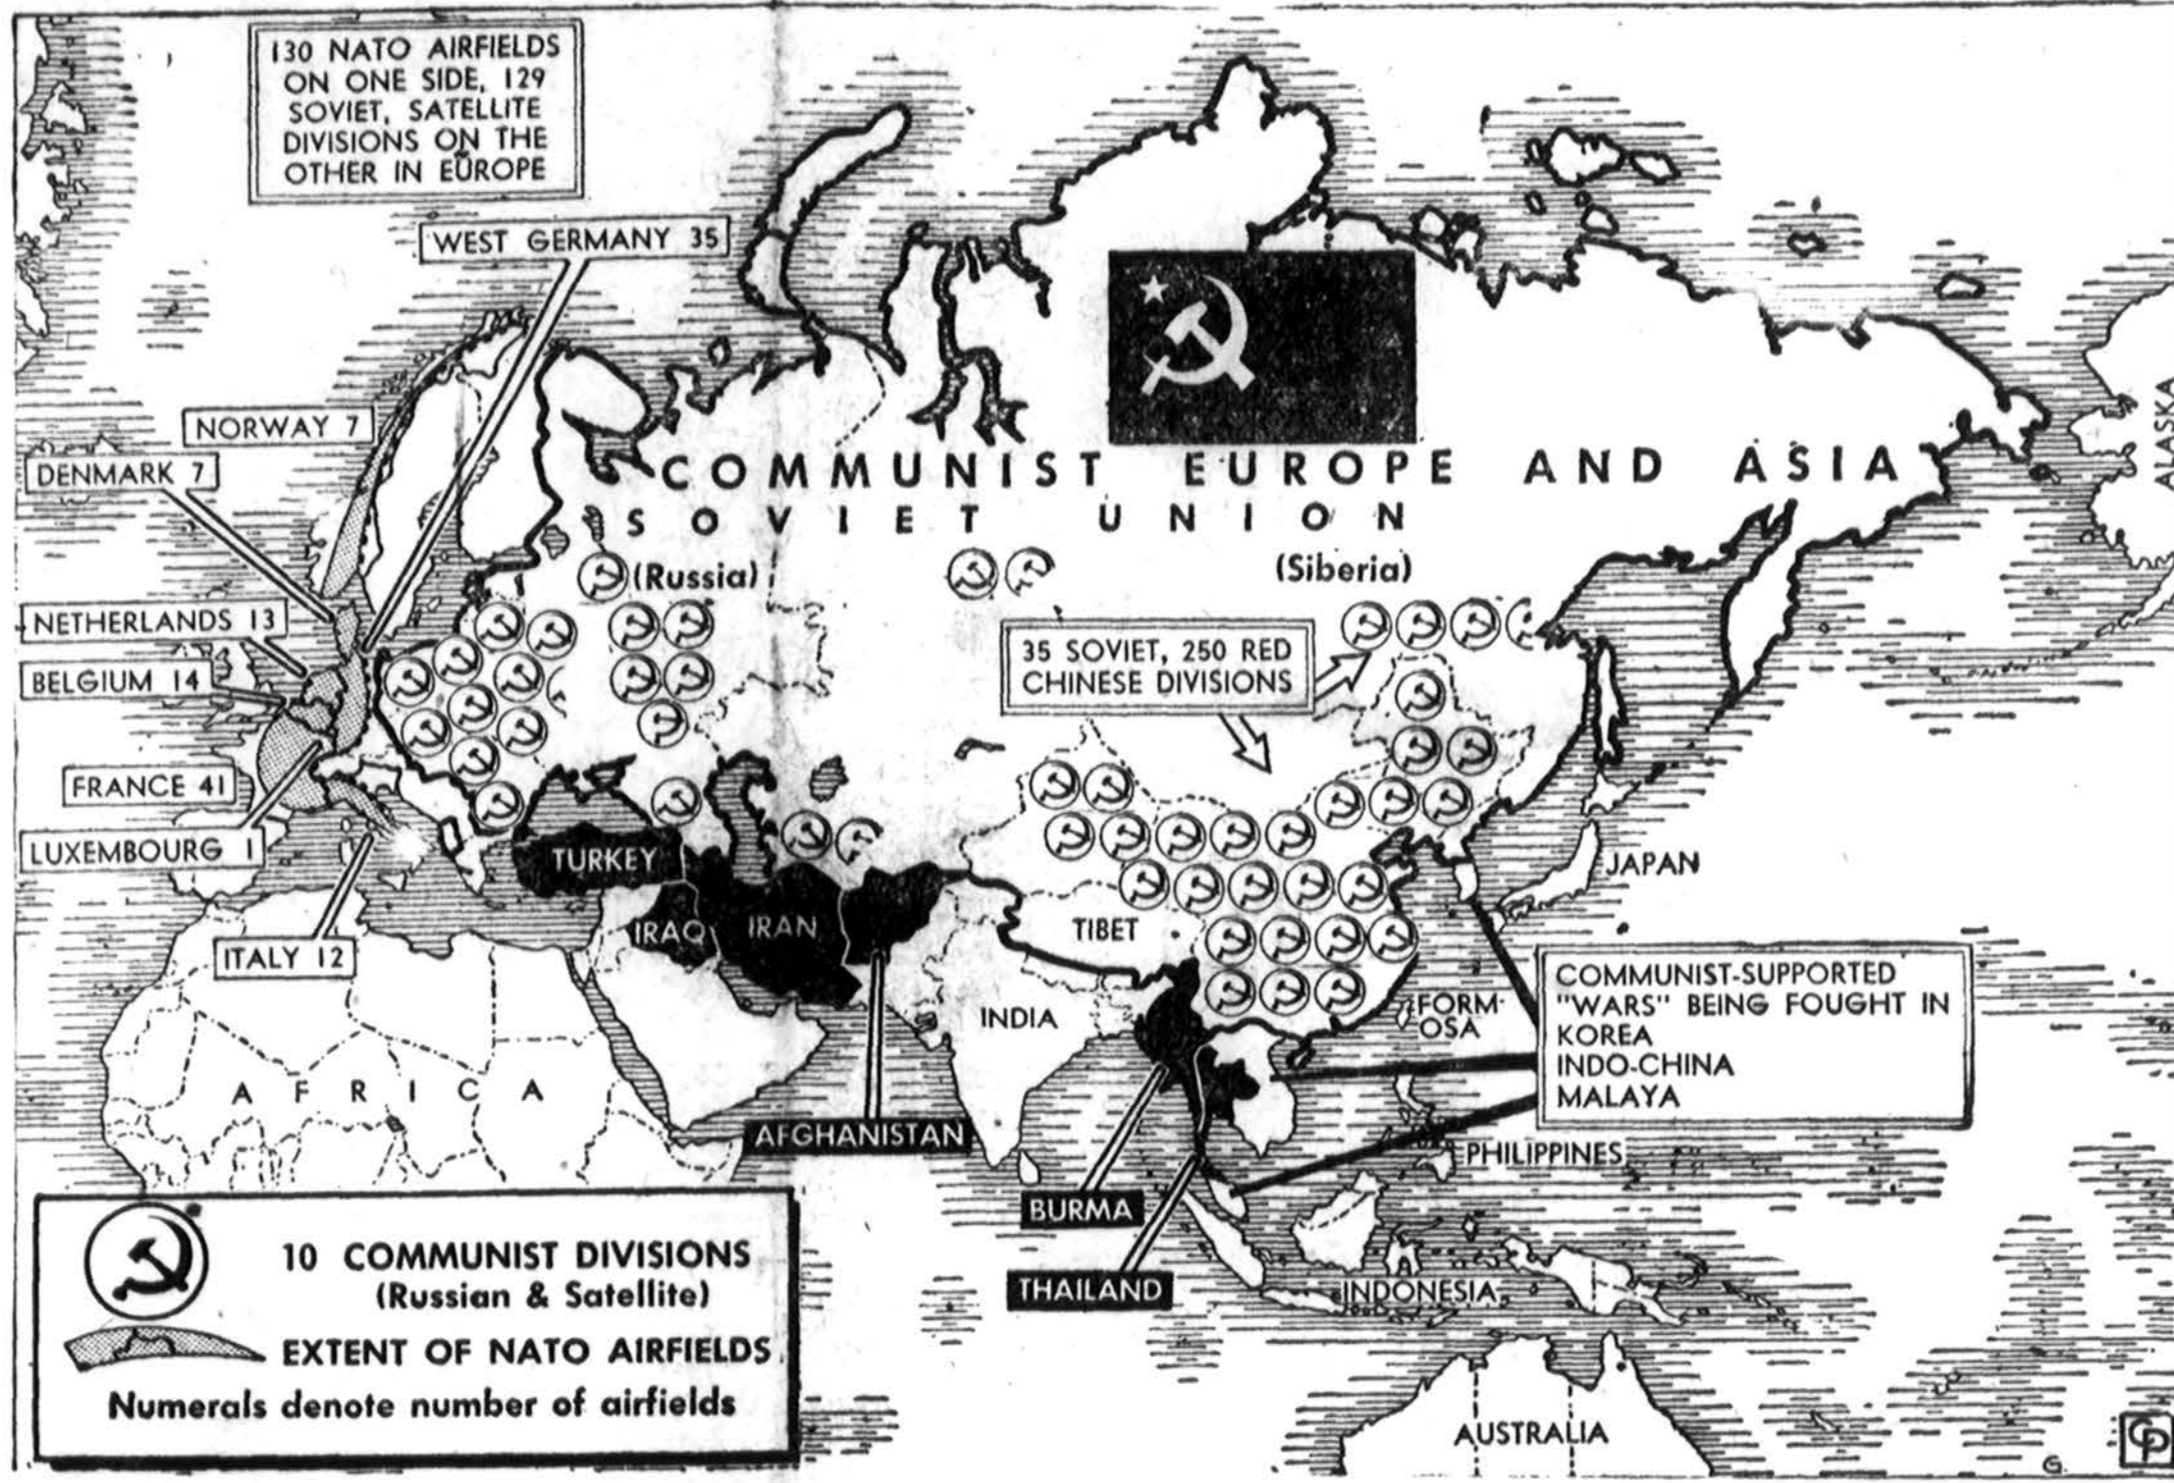 130 NATO AIRFIELDS
ON ONE SIDE, 129
SOVIET, SATELLITE
DIVISIONS ON THE
OTHER IN EUROPE
WEST GERMANY 35
NORWAY 7
DENMARK 7
NETHERLANDS 13
BELGIUM 14
FRANCE 41
LUXEMBOURG 1
ITALY 12
COMMUNIST EUROPE AND ASIA
SOVIET UNION
(Russia)
(Siberia)
ALASKA
35 SOVIET, 250 RED
CHINESE DIVISIONS
TURKEY
IRAQ
IRAN
TIBET
INDIA
JAPAN
FORM-
OSA
COMMUNIST-SUPPORTED
"WARS" BEING FOUGHT IN
KOREA
INDO-CHINA
MALAYA
AFRICA
AFGHANISTAN
BURMA
THAILAND
PHILIPPINES
INDONESIA
AUSTRALIA
10 COMMUNIST DIVISIONS
(Russian & Satellite)
EXTENT OF NATO AIRFIELDS
Numerals denote number of airfields
G.
CP